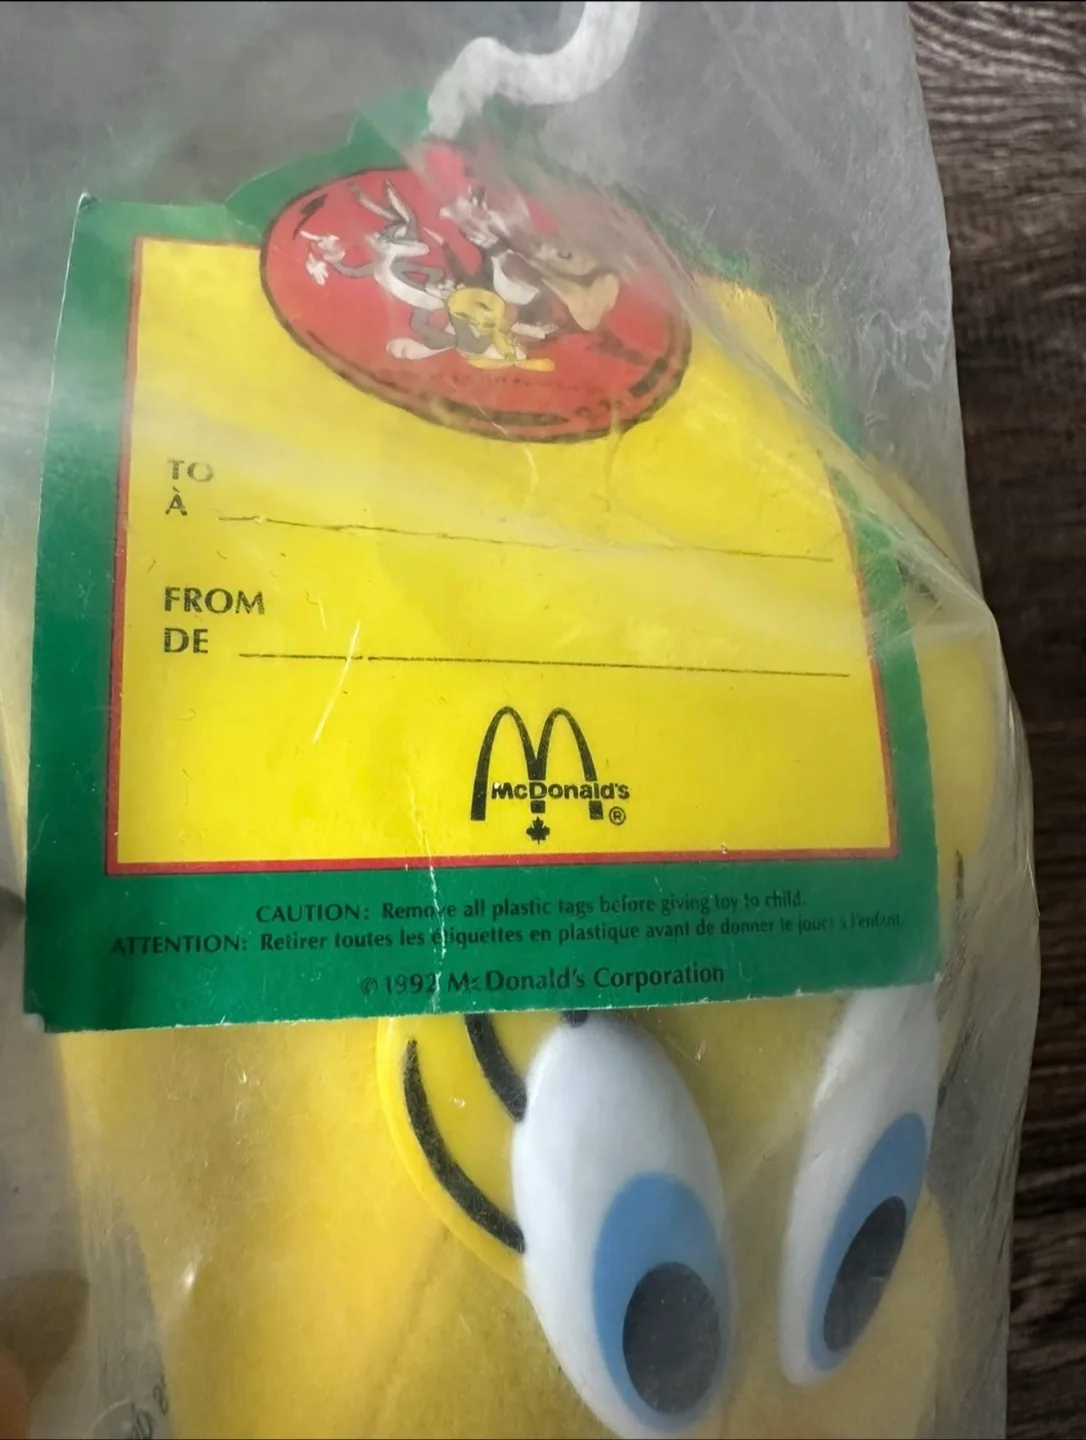 TO
À
FROM
DE
McDonald's
®
CAUTION: Remove all plastic tags before giving toy to child.
ATTENTION: Retirer toutes les étiquettes en plastique avant de donner le jouet à l'enfant.
© 1992 McDonald's Corporation